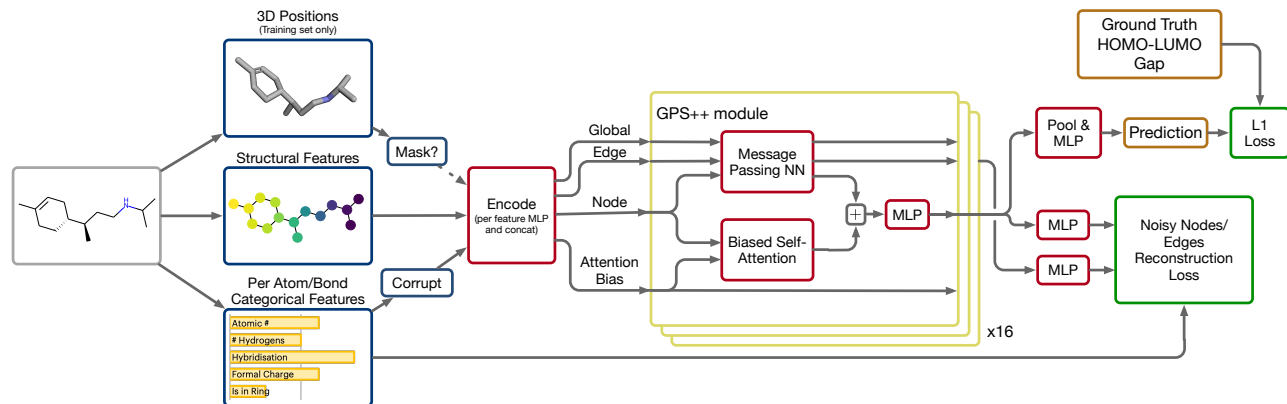 3D Positions
(Training set only)
Mask?
Structural Features
H
N
Per Atom/Bond
Categorical Features
Atomic #
# Hydrogens
Hybridisation
Formal Charge
Is in Ring
Corrupt
Encode
(per feature MLP
and concat)
Global
Edge
Node
Attention
Bias
GPS++ module
Message
Passing NN
Biased Self-
Attention
+
MLP
x16
Ground Truth
HOMO-LUMO
Gap
Pool &
MLP
Prediction
L1
Loss
MLP
MLP
Noisy Nodes/
Edges
Reconstruction
Loss